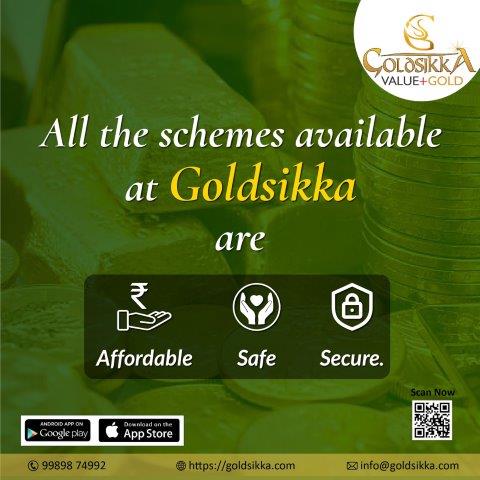 GOLDSIKKA
VALUE+GOLD
All the schemes available
at Goldsikka
are
₹
Affordable Safe Secure.
Scan Now
ANDROID APP ON
Google play
Download on the
App Store
99898 74992 https://goldsikka.com info@goldsikka.com